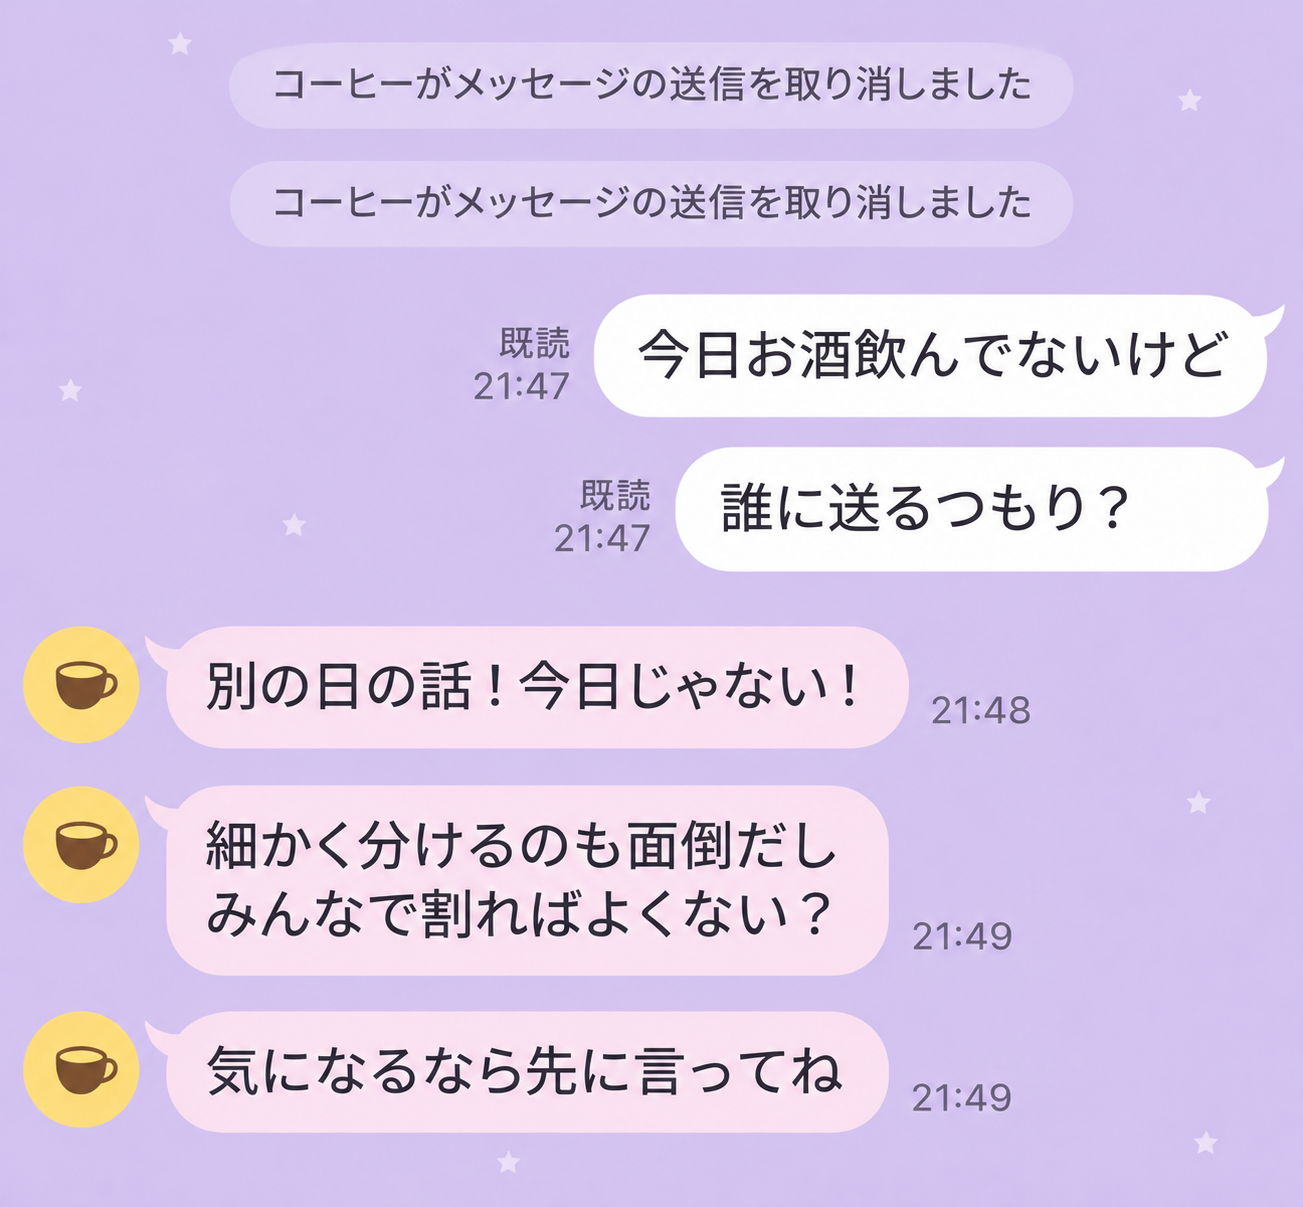 コーヒーがメッセージの送信を取り消しました
コーヒーがメッセージの送信を取り消しました
今日お酒飲んでないけど
既読
21:47
誰に送るつもり？
既読
21:47
別の日の話！今日じゃない！
21:48
細かく分けるのも面倒だし
みんなで割ればよくない？
21:49
気になるなら先に言ってね
21:49